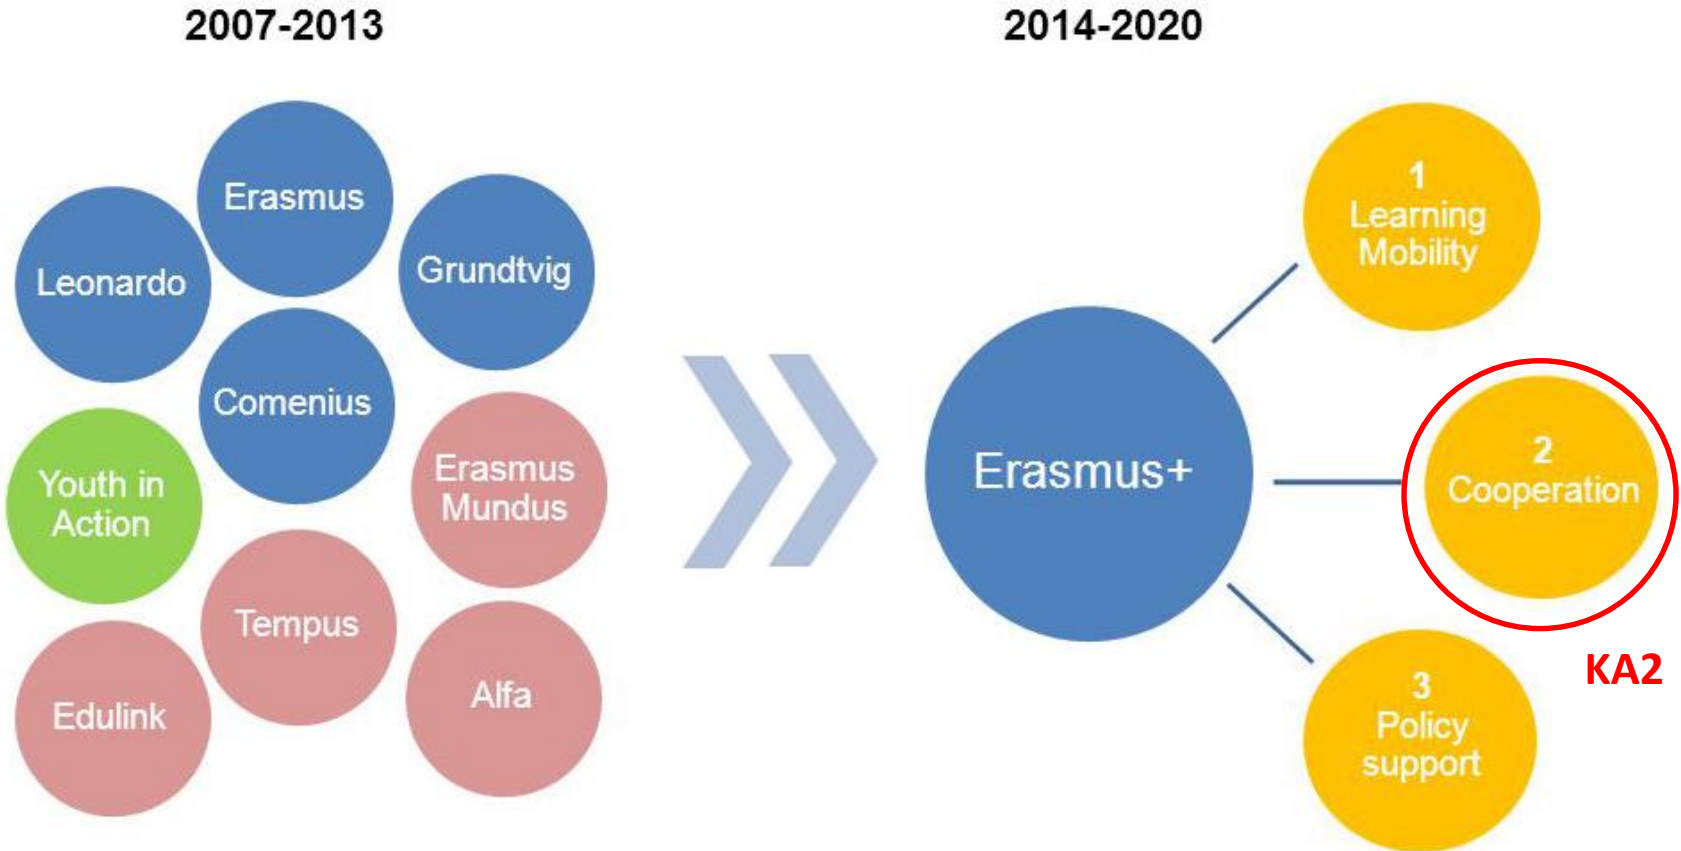 2007-2013
2014-2020
Erasmus
Leonardo
Grundtvig
Comenius
Youth in
Action
Erasmus
Mundus
Tempus
Edulink
Alfa
Erasmus+
1
Learning
Mobility
2
Cooperation
KA2
3
Policy
support